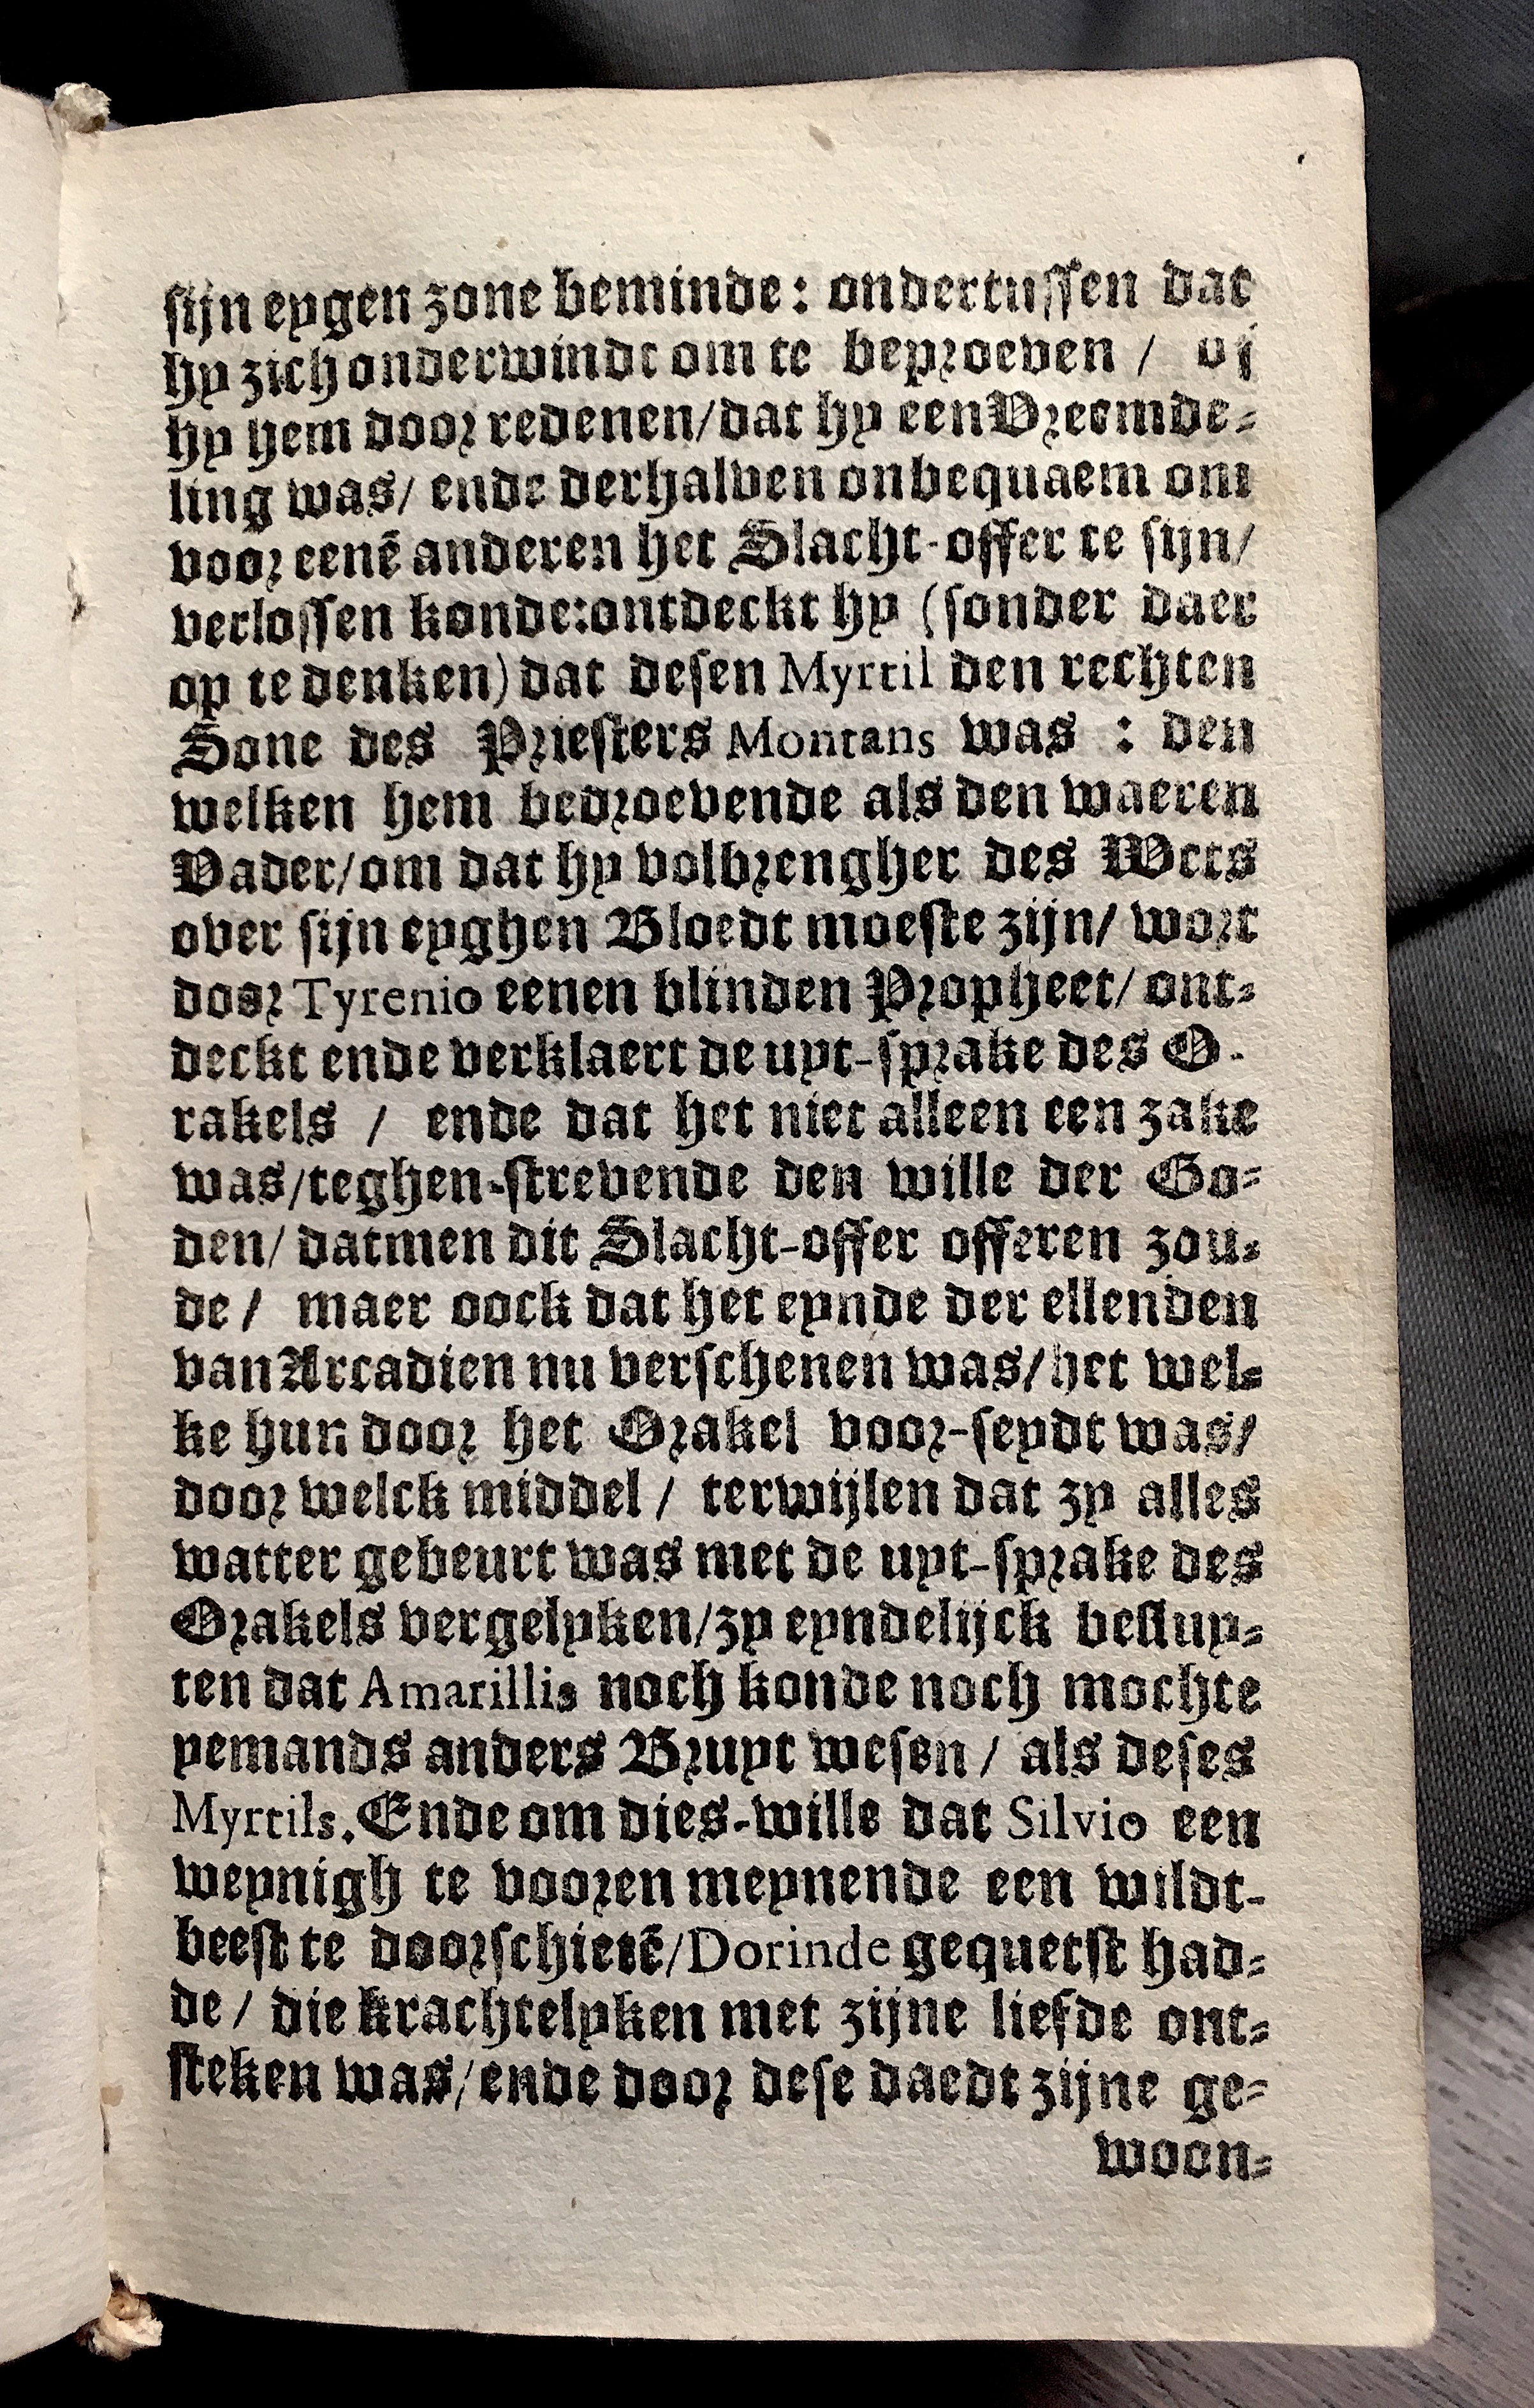 sijn eygen zone beminde: ondertussen dat
hy zich onderwindt om te beproeven / of
hy hem door redenen/dat hy een Vreemde-
ling was/ ende derhalven onbequaem om
voor eenē anderen het Slacht-offer te sijn/
verlossen konde:ontdeckt hy (sonder daer
op te denken) dat desen Myrtil den rechten
Sone des Priesters Montans was : den
welken hem bedroevende als den waeren
Vader/om dat hy volbrengher des Wets
over sijn eyghen Bloedt moeste zijn/ wort
door Tyrenio eenen blinden Propheet/ ont-
deckt ende verklaert de uyt-sprake des O-
rakels / ende dat het niet alleen een zake
was/teghen-strevende den wille der Go-
den/ datmen dit Slacht-offer offeren zou-
de / maer oock dat het eynde der ellenden
van Arcadien nu verschenen was/het wel-
ke hun door het Orakel voor-seydt was/
door welck middel / terwijlen dat zy alles
watter gebeurt was met de uyt-sprake des
Orakels vergelyken/zy eyndelijck besluy-
ten dat Amarillis noch konde noch mochte
yemands anders Bruyt wesen / als deses
Myrtils. Ende om dies-wille dat Silvio een
weynigh te vooren meynende een wildt-
beest te doorschietē/Dorinde gequetst had-
de / die krachtelyken met zijne liefde ont-
steken was/ende door dese daedt zijne ge-
woon-